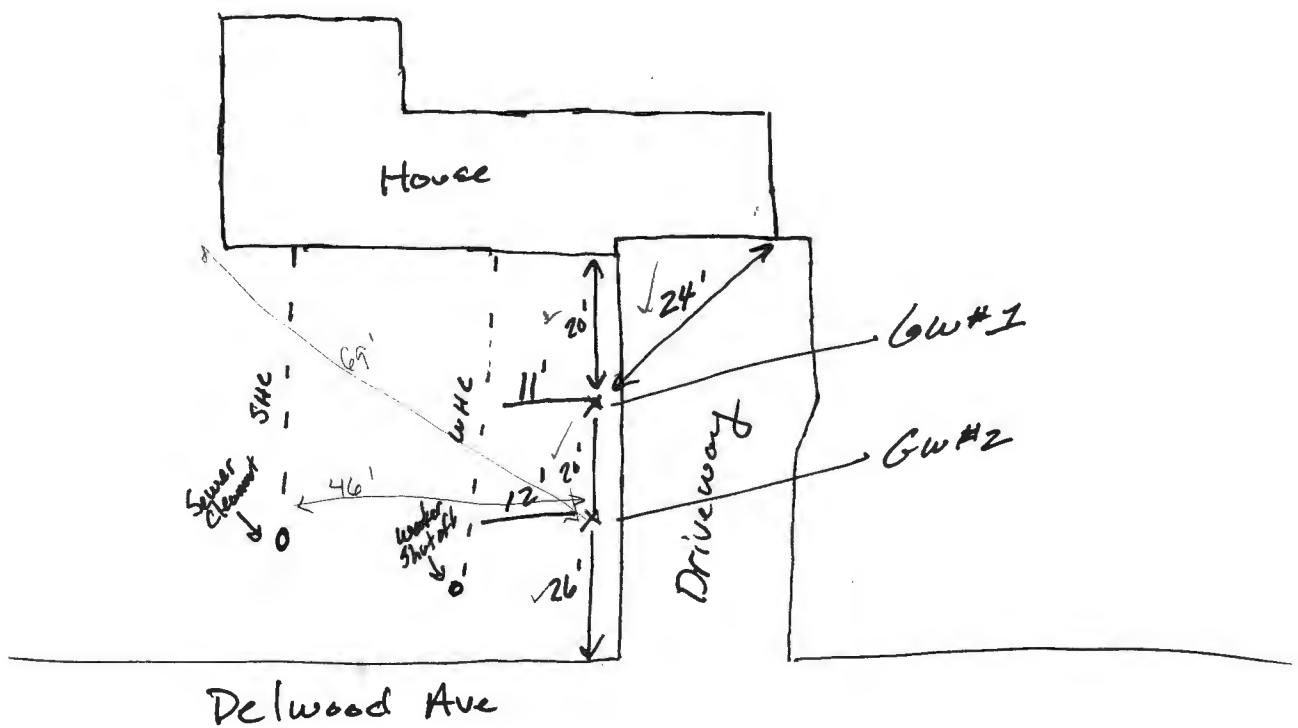 House
24'
20'
GW#1
69'
11'
SHC
WHC
GW#2
20'
46'
12'
Sewer
Cleanout
Water
Shutoff
Driveway
26'
Delwood Ave